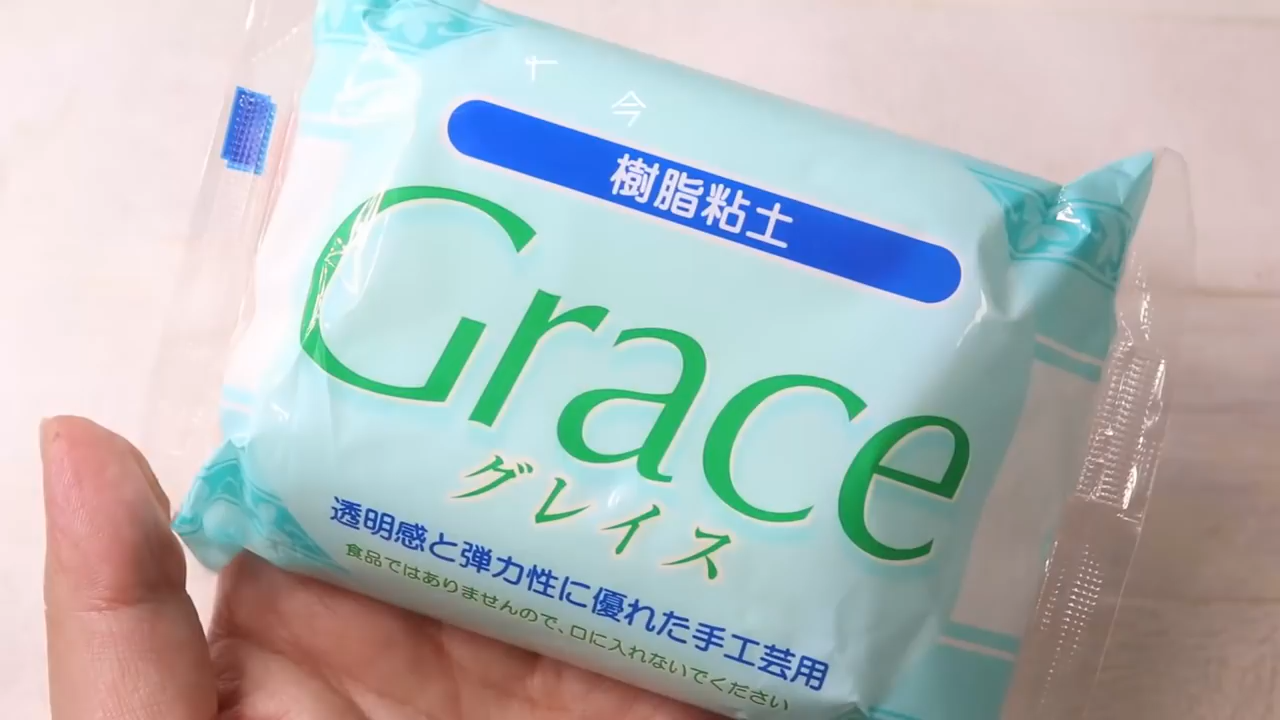 今
樹脂粘土
Grace
グレイス
透明感と弾力性に優れた手工芸用
食品ではありませんので、口に入れないでください